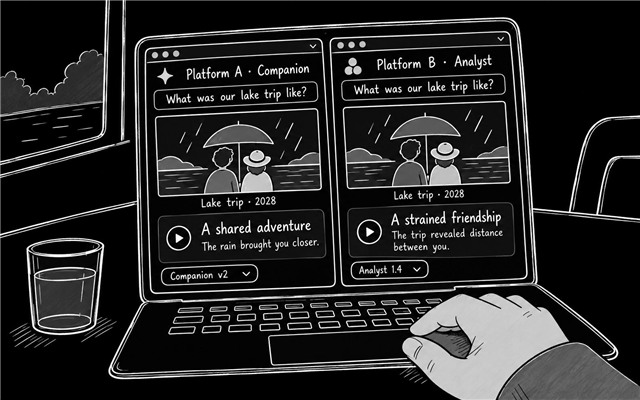 Platform A · Companion
What was our lake trip like?
Lake trip · 2028
A shared adventure
The rain brought you closer.
Companion v2
Platform B · Analyst
What was our lake trip like?
Lake trip · 2028
A strained friendship
The trip revealed distance
between you.
Analyst 1.4